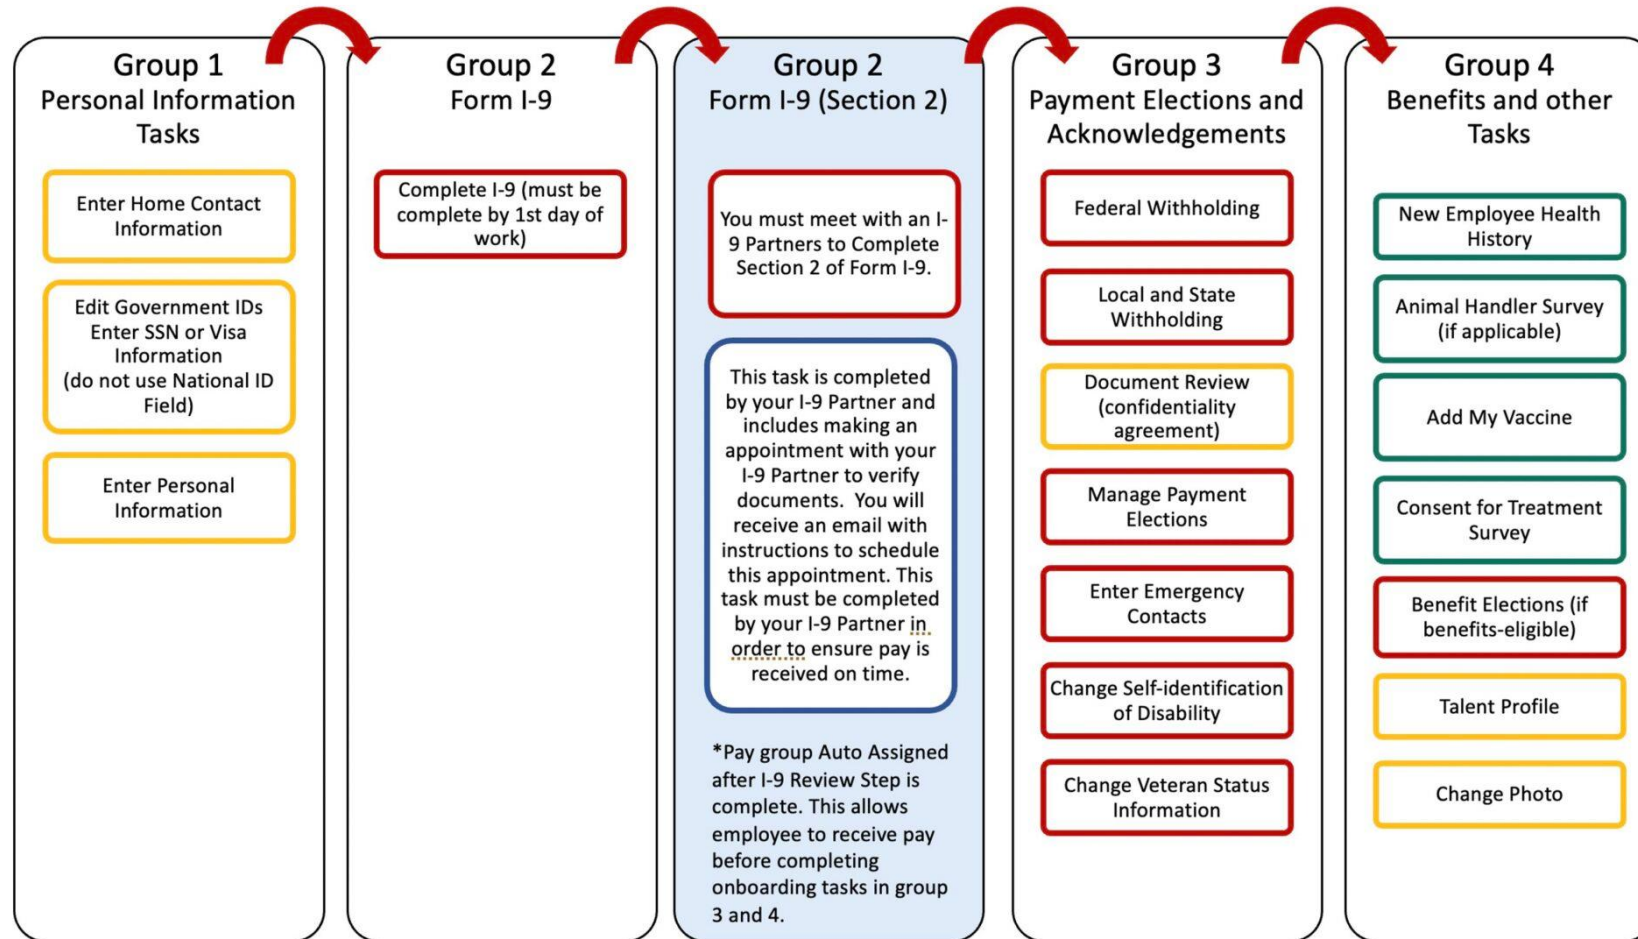 Group 1
Personal Information
Tasks
Enter Home Contact
Information
Edit Government IDs
Enter SSN or Visa
Information
(do not use National ID
Field)
Enter Personal
Information
Group 2
Form I-9
Complete I-9 (must be
complete by 1st day of
work)
Group 2
Form I-9 (Section 2)
You must meet with an I-
9 Partners to Complete
Section 2 of Form I-9.
This task is completed
by your I-9 Partner and
includes making an
appointment with your
I-9 Partner to verify
documents. You will
receive an email with
instructions to schedule
this appointment. This
task must be completed
by your I-9 Partner in
order to ensure pay is
received on time.
*Pay group Auto Assigned
after I-9 Review Step is
complete. This allows
employee to receive pay
before completing
onboarding tasks in group
3 and 4.
Group 3
Payment Elections and
Acknowledgements
Federal Withholding
Local and State
Withholding
Document Review
(confidentiality
agreement)
Manage Payment
Elections
Enter Emergency
Contacts
Change Self-identification
of Disability
Change Veteran Status
Information
Group 4
Benefits and other
Tasks
New Employee Health
History
Animal Handler Survey
(if applicable)
Add My Vaccine
Consent for Treatment
Survey
Benefit Elections (if
benefits-eligible)
Talent Profile
Change Photo